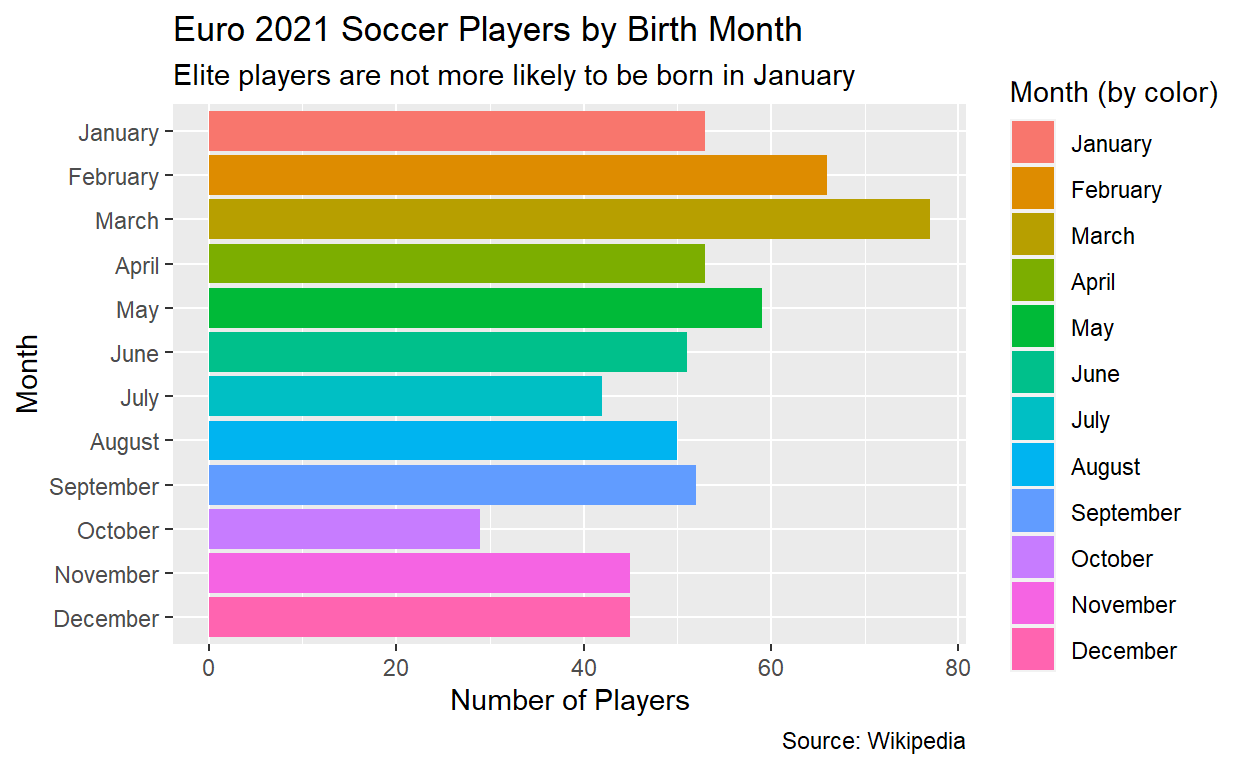 Euro 2021 Soccer Players by Birth Month
Elite players are not more likely to be born in January
January
February
March
April
May
June
July
August
September
October
November
December
Month
0 20 40 60 80
Number of Players
Source: Wikipedia
Month (by color)
January
February
March
April
May
June
July
August
September
October
November
December